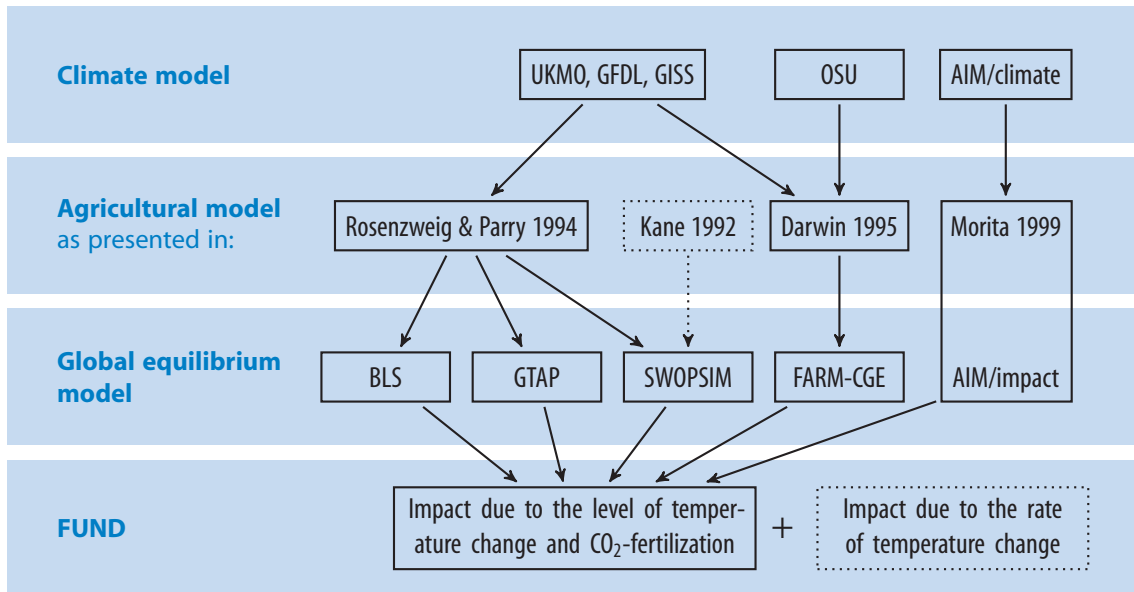 Climate model
UKMO, GFDL, GISS
OSU
AIM/climate
Agricultural model
as presented in:
Rosenzweig & Parry 1994
Kane 1992
Darwin 1995
Morita 1999
Global equilibrium
model
BLS
GTAP
SWOPSIM
FARM-CGE
AIM/impact
FUND
Impact due to the level of temper-
ature change and CO₂-fertilization
+
Impact due to the rate
of temperature change